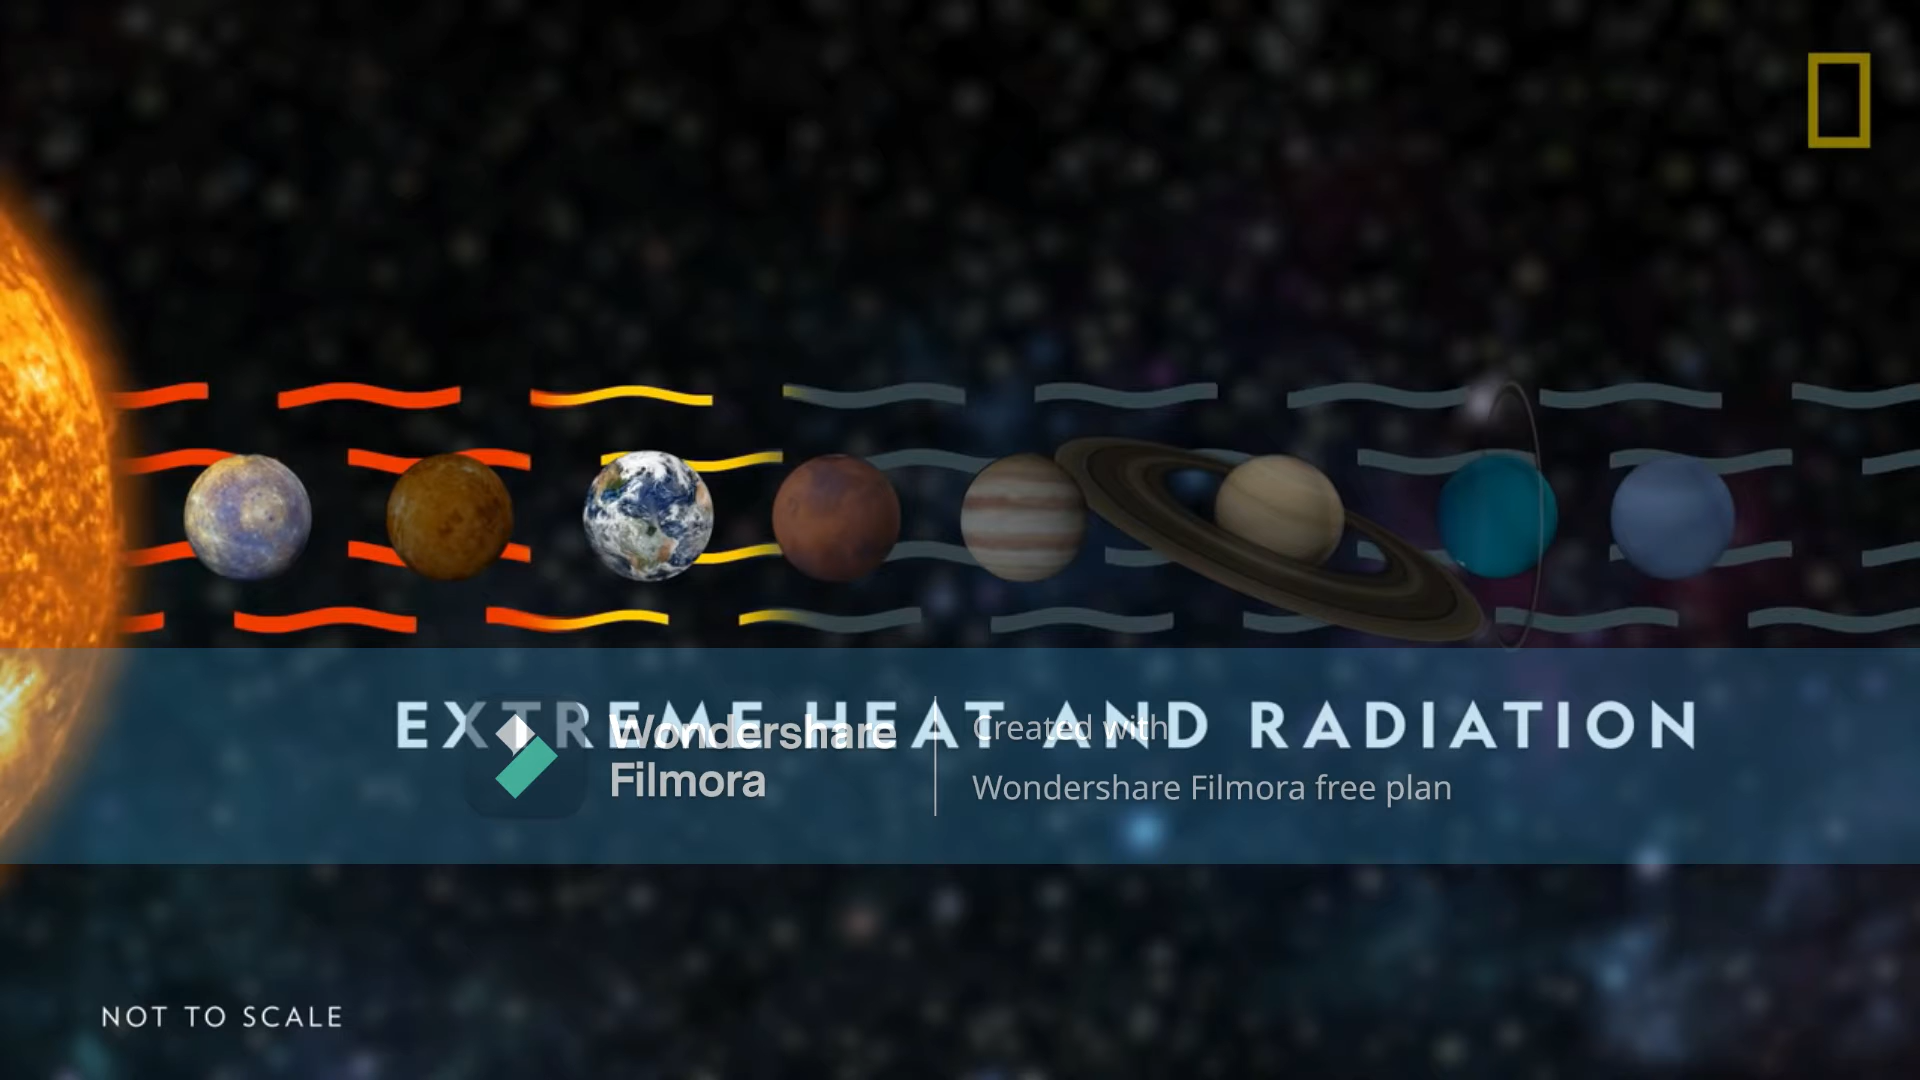 EXTREME HEAT AND RADIATION
Wondershare
Filmora
Created with
Wondershare Filmora free plan
NOT TO SCALE